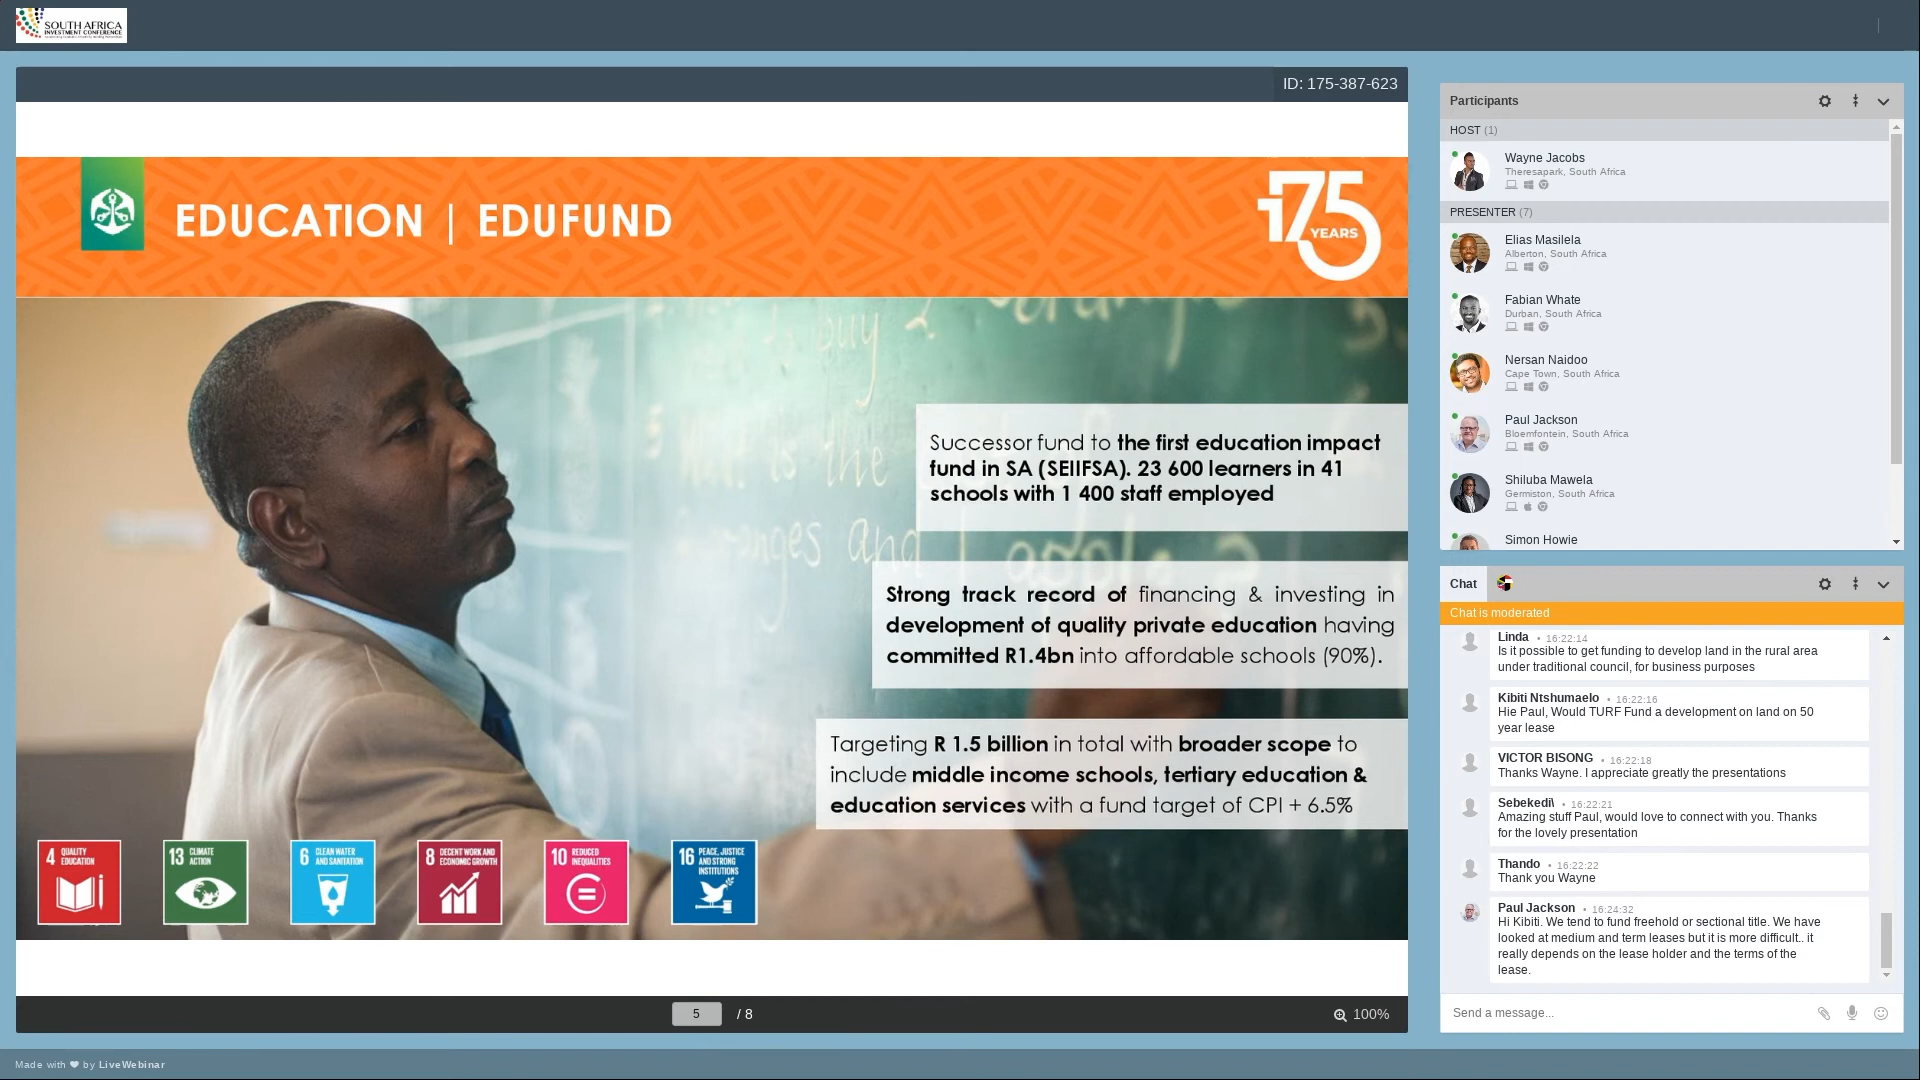 SOUTH AFRICA
INVESTMENT CONFERENCE
ID: 175-387-623
EDUCATION | EDUFUND
175
YEARS
buy 2
is the
oranges and 1 apple
Successor fund to the first education impact
fund in SA (SEIIFSA). 23 600 learners in 41
schools with 1 400 staff employed
Strong track record of financing & investing in
development of quality private education having
committed R1.4bn into affordable schools (90%).
Targeting R 1.5 billion in total with broader scope to
include middle income schools, tertiary education &
education services with a fund target of CPI + 6.5%
4 QUALITY
EDUCATION
13 CLIMATE
ACTION
6 CLEAN WATER
AND SANITATION
8 DECENT WORK AND
ECONOMIC GROWTH
10 REDUCED
INEQUALITIES
16 PEACE, JUSTICE
AND STRONG
INSTITUTIONS
5 / 8
100%
Made with by LiveWebinar
Participants
HOST (1)
Wayne Jacobs
Theresapark, South Africa
PRESENTER (7)
Elias Masilela
Alberton, South Africa
Fabian Whate
Durban, South Africa
Nersan Naidoo
Cape Town, South Africa
Paul Jackson
Bloemfontein, South Africa
Shiluba Mawela
Germiston, South Africa
Simon Howie
Chat
Chat is moderated
Linda • 16:22:14
Is it possible to get funding to develop land in the rural area
under traditional council, for business purposes
Kibiti Ntshumaelo • 16:22:16
Hie Paul, Would TURF Fund a development on land on 50
year lease
VICTOR BISONG • 16:22:18
Thanks Wayne. I appreciate greatly the presentations
Sebekedi\ • 16:22:21
Amazing stuff Paul, would love to connect with you. Thanks
for the lovely presentation
Thando • 16:22:22
Thank you Wayne
Paul Jackson • 16:24:32
Hi Kibiti. We tend to fund freehold or sectional title. We have
looked at medium and term leases but it is more difficult.. it
really depends on the lease holder and the terms of the
lease.
Send a message...